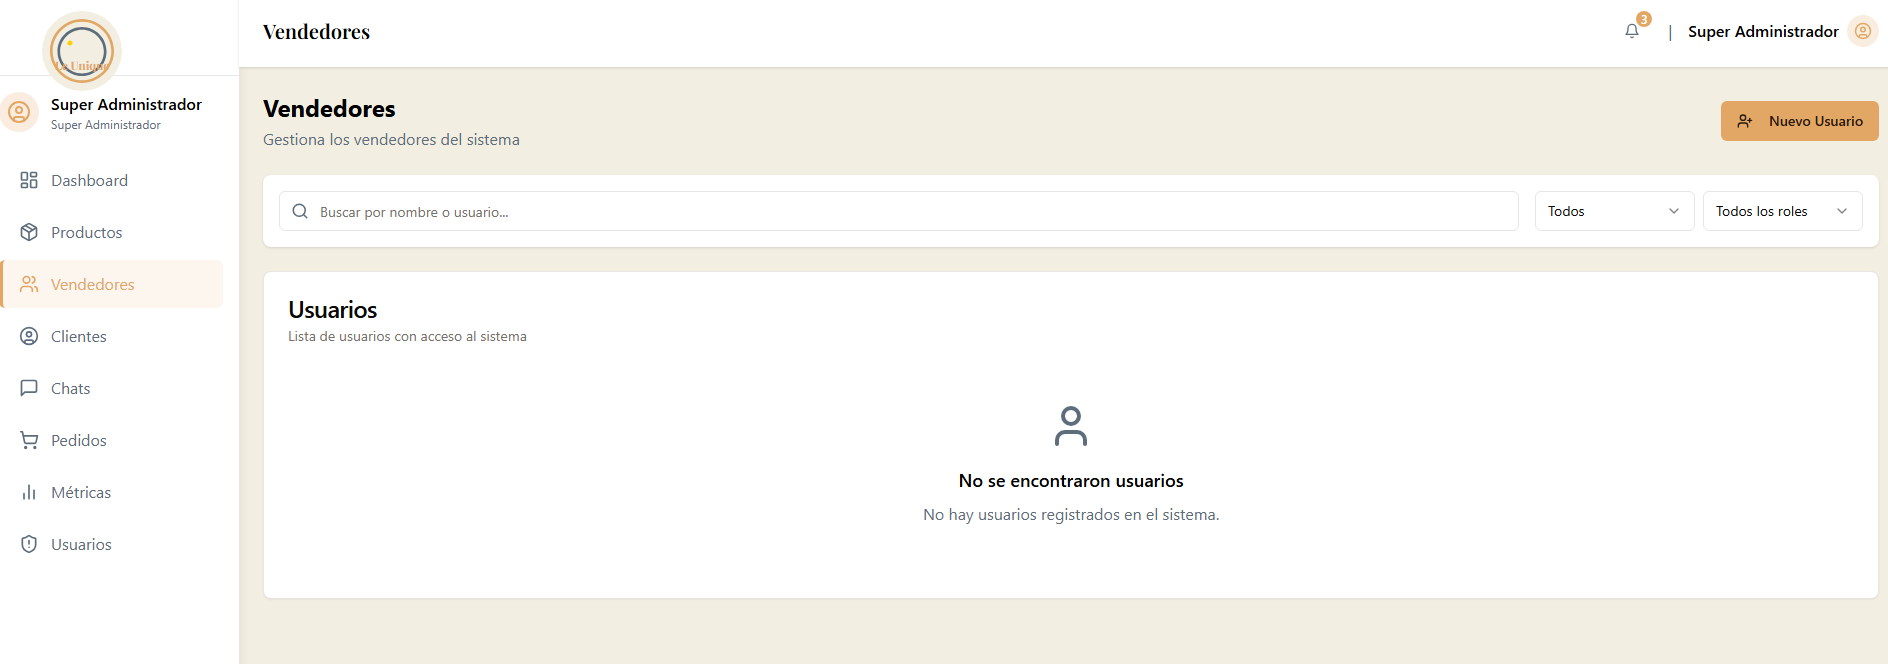 Le Unique
Super Administrador
Super Administrador
Dashboard
Productos
Vendedores
Clientes
Chats
Pedidos
Métricas
Usuarios
Vendedores
3
| Super Administrador
Vendedores
Gestiona los vendedores del sistema
Nuevo Usuario
Buscar por nombre o usuario...
Todos
Todos los roles
Usuarios
Lista de usuarios con acceso al sistema
No se encontraron usuarios
No hay usuarios registrados en el sistema.